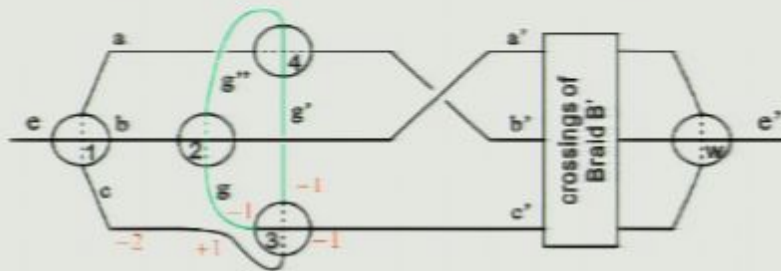 a
4
a'
g''
g'
e
1
b
2
b'
crossings of
Braid B'
w
e'
c
g
-1
-1
c'
-2
+1
3
-1